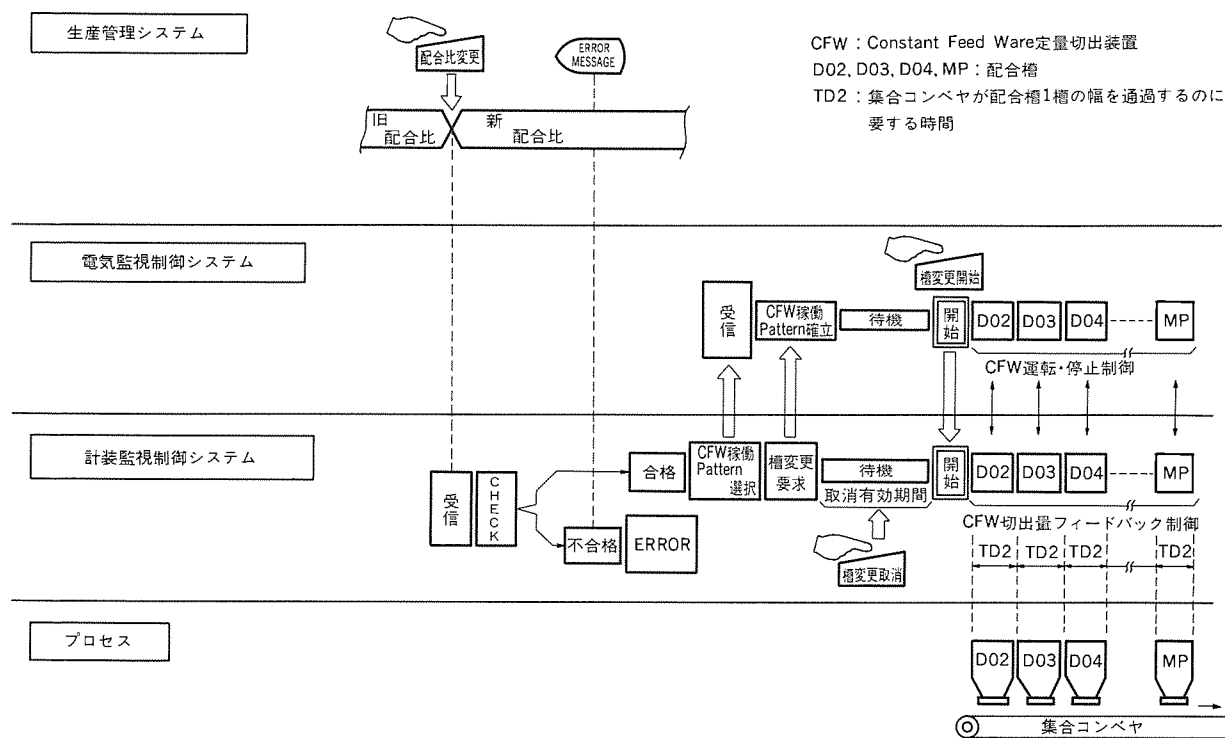 生産管理システム
配合比変更
ERROR
MESSAGE
CFW : Constant Feed Ware定量切出装置
D02, D03, D04, MP : 配合槽
TD2 : 集合コンベヤが配合槽1槽の幅を通過するのに
要する時間
旧
配合比
新
配合比
電気監視制御システム
槽変更開始
受信
CFW稼働
Pattern確立
待機
開始
D02
D03
D04
MP
CFW運転・停止制御
計装監視制御システム
受信
CHECK
合格
不合格
ERROR
CFW稼働
Pattern
選択
槽変更
要求
待機
取消有効期間
槽変更取消
開始
D02
D03
D04
MP
CFW切出量フィードバック制御
TD2
TD2
TD2
TD2
プロセス
D02
D03
D04
MP
集合コンベヤ